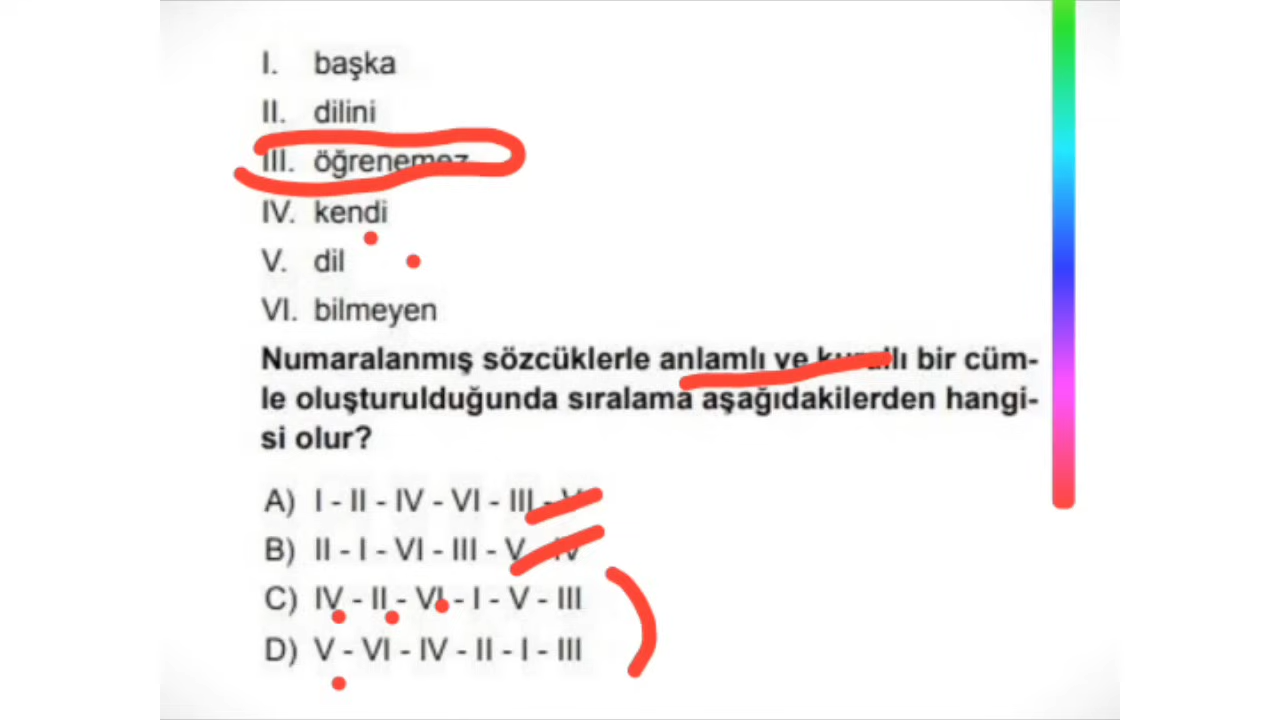 I. başka
II. dilini
III. öğrenemez
IV. kendi
V. dil
VI. bilmeyen
Numaralanmış sözcüklerle anlamlı ve kurallı bir cüm-
le oluşturulduğunda sıralama aşağıdakilerden hangi-
si olur?
A) I - II - IV - VI - III - V
B) II - I - VI - III - V - IV
C) IV - II - VI - I - V - III
D) V - VI - IV - II - I - III